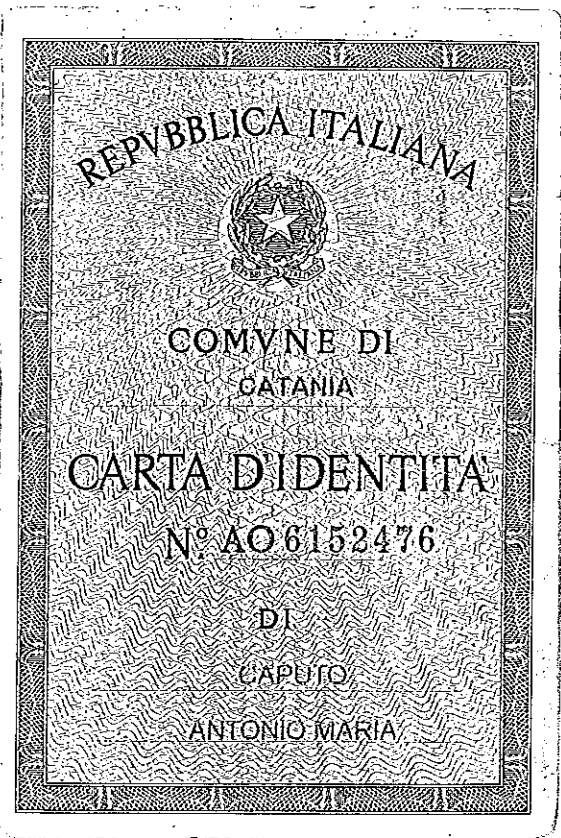 REPVBBLICA ITALIANA
COMVNE DI
CATANIA
CARTA D'IDENTITA'
Nº AO 6152476
DI
CAPUTO
ANTONIO MARIA